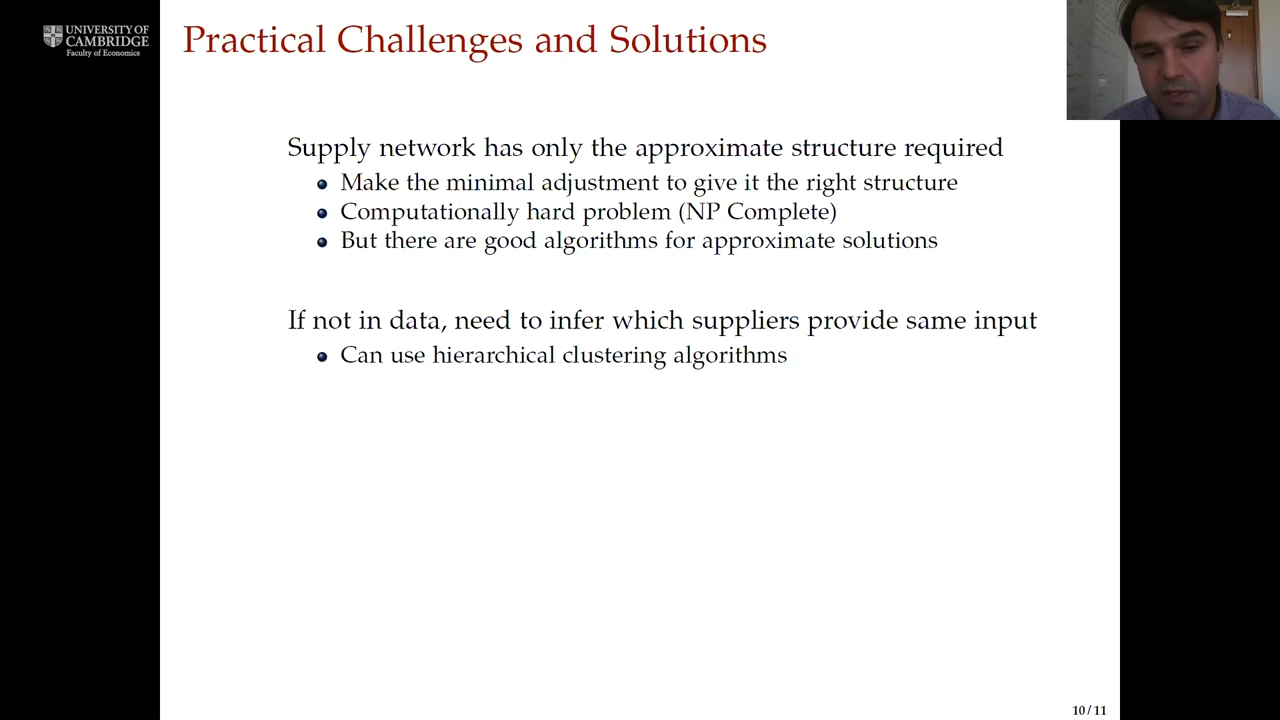 UNIVERSITY OF
CAMBRIDGE
Faculty of Economics
Practical Challenges and Solutions
Supply network has only the approximate structure required
Make the minimal adjustment to give it the right structure
Computationally hard problem (NP Complete)
But there are good algorithms for approximate solutions
If not in data, need to infer which suppliers provide same input
Can use hierarchical clustering algorithms
10/11